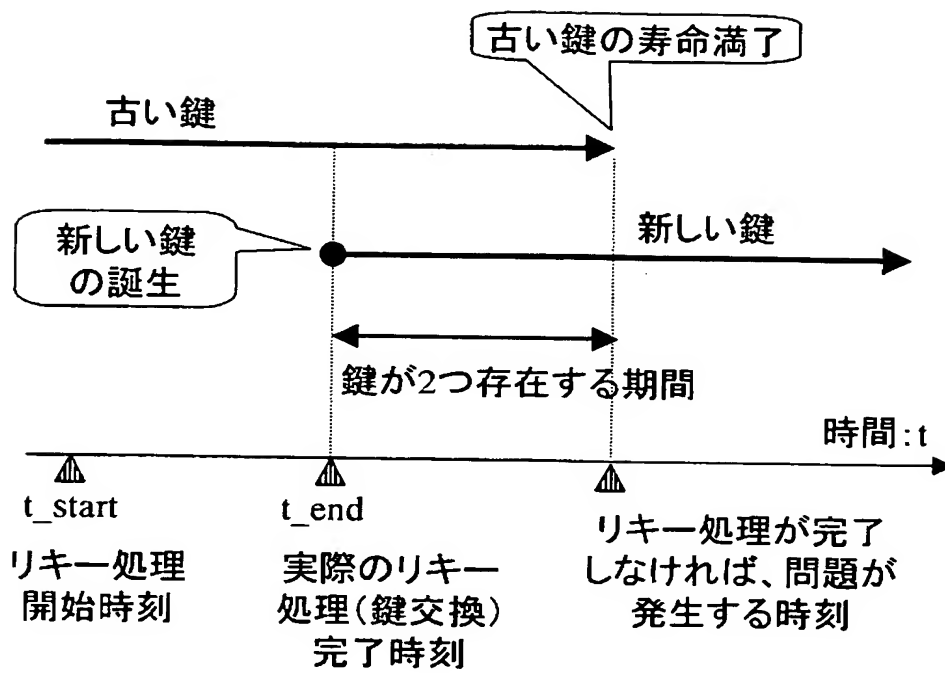 古い鍵の寿命満了
古い鍵
新しい鍵
の誕生
新しい鍵
鍵が2つ存在する期間
時間:t
t_start
リキー処理
開始時刻
t_end
実際のリキー
処理(鍵交換)
完了時刻
リキー処理が完了
しなければ、問題が
発生する時刻